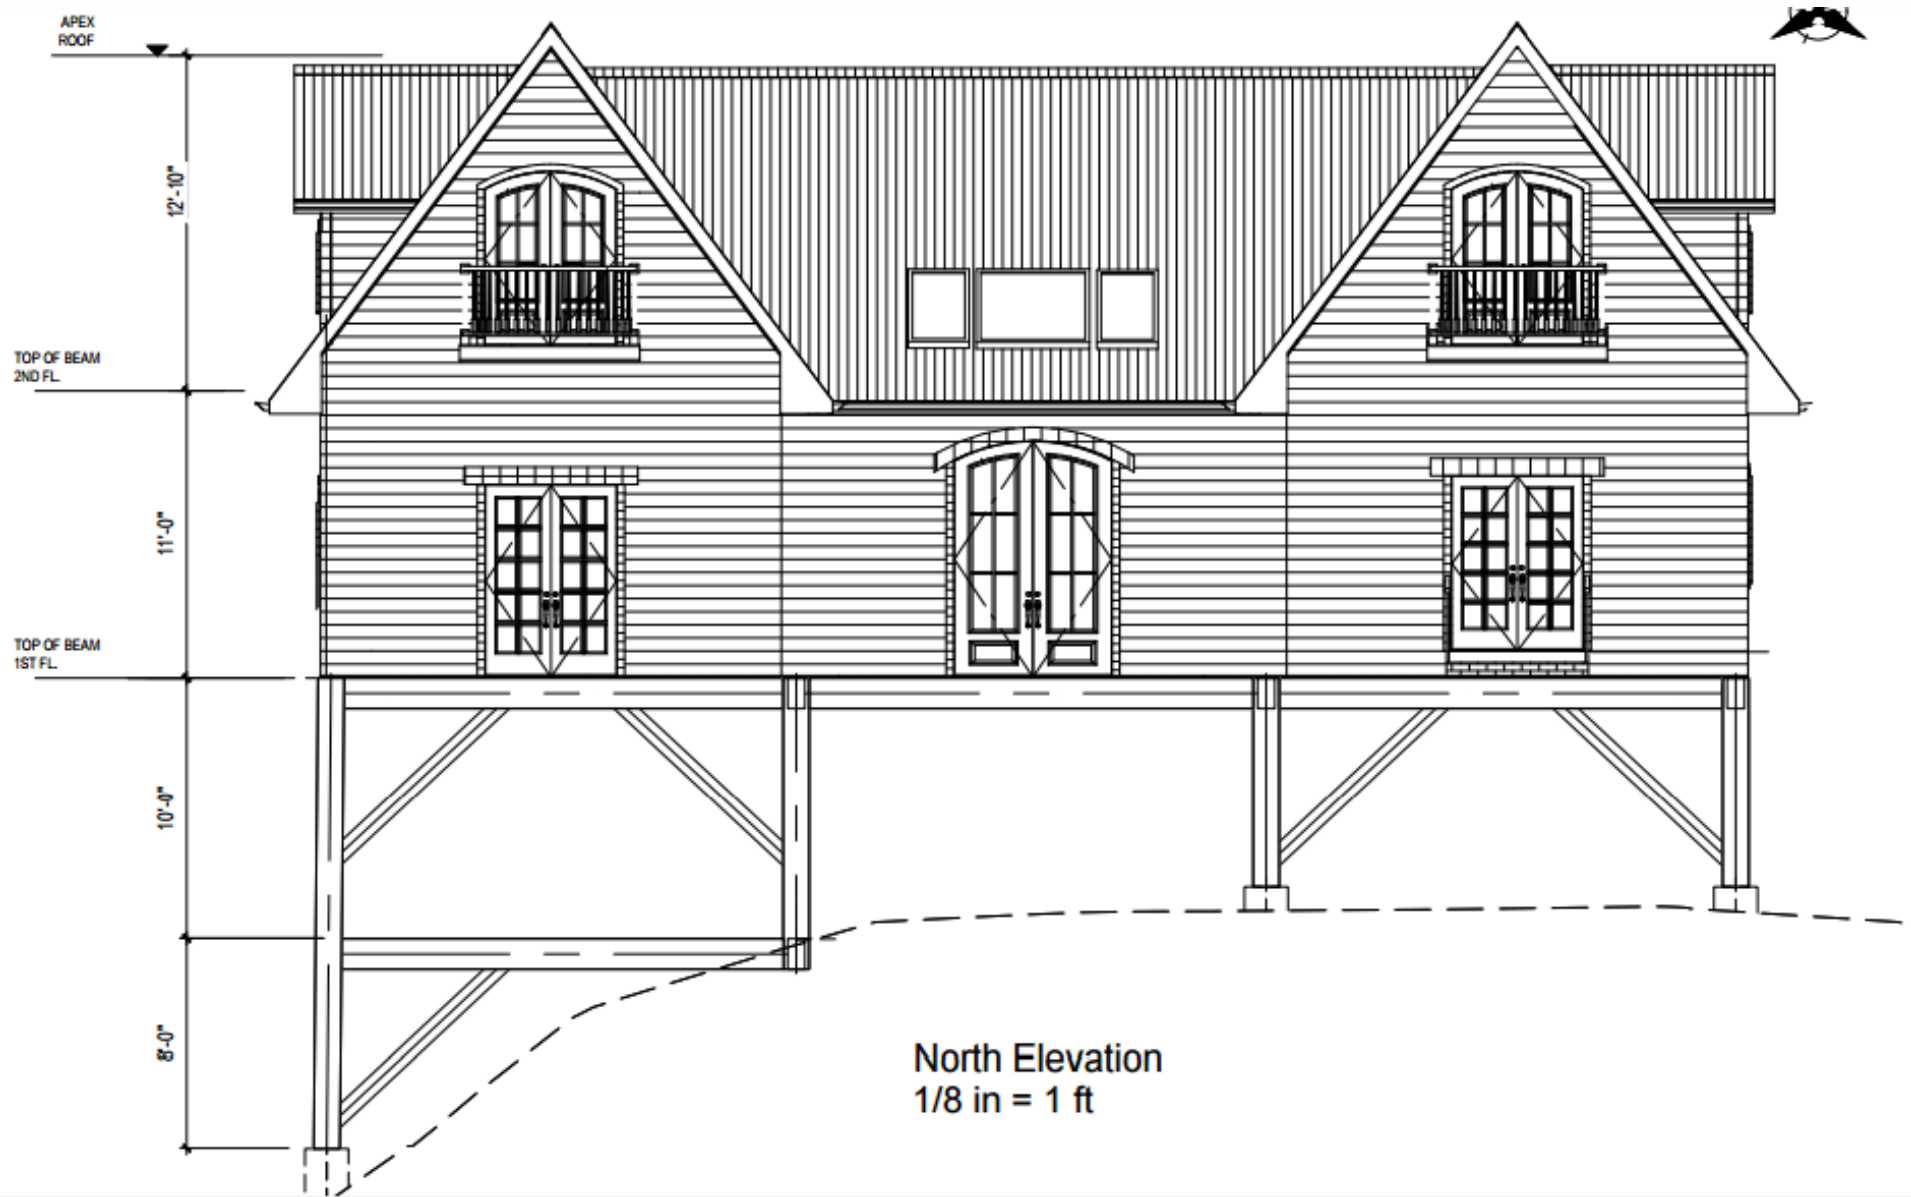 APEX
ROOF
12'-10"
TOP OF BEAM
2ND FL.
11'-0"
TOP OF BEAM
1ST FL.
10'-0"
8'-0"
North Elevation
1/8 in = 1 ft